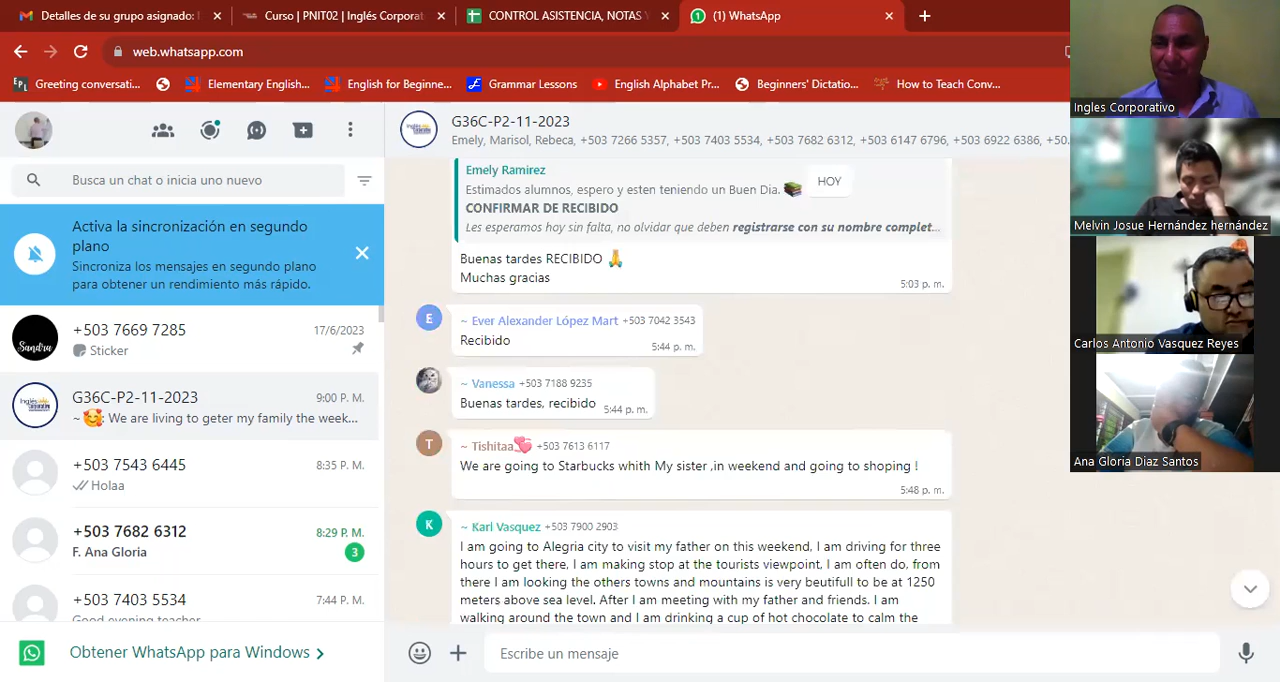 Detalles de su grupo asignado:
Curso | PNIT02 | Inglés Corporat
CONTROL ASISTENCIA, NOTAS Y
(1) WhatsApp
web.whatsapp.com
Greeting conversati...
Elementary English...
English for Beginne...
Grammar Lessons
English Alphabet Pr...
Beginners' Dictatio...
How to Teach Conv...
G36C-P2-11-2023
Emely, Marisol, Rebeca, +503 7266 5357, +503 7403 5534, +503 7682 6312, +503 6147 6796, +503 6922 6386, +50...
Busca un chat o inicia uno nuevo
Activa la sincronización en segundo
plano
Sincroniza los mensajes en segundo plano
para obtener un rendimiento más rápido.
+503 7669 7285
17/6/2023
Sticker
Sandra
G36C-P2-11-2023
9:00 P. M.
~ 🥰: We are living to geter my family the week...
+503 7543 6445
8:35 P. M.
Holaa
+503 7682 6312
8:29 P. M.
F. Ana Gloria
3
+503 7403 5534
7:44 P. M.
Good evening teacher
Obtener WhatsApp para Windows
Emely Ramirez
Estimados alumnos, espero y esten teniendo un Buen Dia. 📚
HOY
CONFIRMAR DE RECIBIDO
Les esperamos hoy sin falta, no olvidar que deben registrarse con su nombre complet...
Buenas tardes RECIBIDO 🙏
Muchas gracias
5:03 p. m.
E
~ Ever Alexander López Mart +503 7042 3543
Recibido
5:44 p. m.
~ Vanessa +503 7188 9235
Buenas tardes, recibido
5:44 p. m.
T
~ Tishitaa💞 +503 7613 6117
We are going to Starbucks whith My sister ,in weekend and going to shoping !
5:48 p. m.
K
~ Karl Vasquez +503 7900 2903
I am going to Alegria city to visit my father on this weekend, I am driving for three
hours to get there, I am making stop at the tourists viewpoint, I am often do, from
there I am looking the others towns and mountains is very beutifull to be at 1250
meters above sea level. After I am meeting with my father and friends. I am
walking around the town and I am drinking a cup of hot chocolate to calm the
Escribe un mensaje
Ingles Corporativo
Melvin Josue Hernández hernández
Carlos Antonio Vasquez Reyes
Ana Gloria Diaz Santos